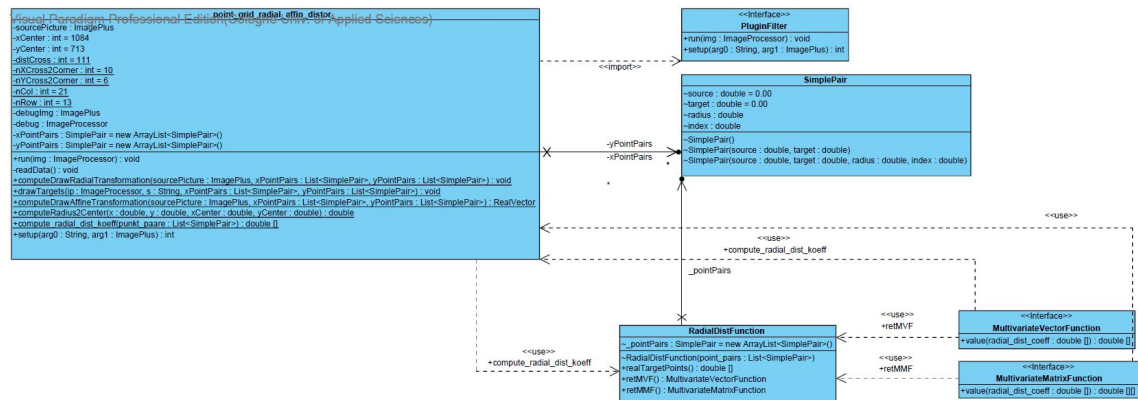 Visual Paradigm Professional Edition(Cologne Univ. of Applied Sciences)
point_grid_radial_affin_distor
-sourcePicture : ImagePlus
-xCenter : int = 1084
-yCenter : int = 713
-distCross : int = 111
-nXCross2Corner : int = 10
-nYCross2Corner : int = 6
-nCol : int = 21
-nRow : int = 13
-debugImg : ImagePlus
-debug : ImageProcessor
-xPointPairs : SimplePair = new ArrayList<SimplePair>()
-yPointPairs : SimplePair = new ArrayList<SimplePair>()
+run(img : ImageProcessor) : void
-readData() : void
+computeDrawRadialTransformation(sourcePicture : ImagePlus, xPointPairs : List<SimplePair>, yPointPairs : List<SimplePair>) : void
+drawTargets(ip : ImageProcessor, s : String, xPointPairs : List<SimplePair>, yPointPairs : List<SimplePair>) : void
+computeDrawAffineTransformation(sourcePicture : ImagePlus, xPointPairs : List<SimplePair>, yPointPairs : List<SimplePair>) : RealVector
+computeRadius2Center(x : double, y : double, xCenter : double, yCenter : double) : double
+compute_radial_dist_koeff(punkt_paare : List<SimplePair>) : double []
+setup(arg0 : String, arg1 : ImagePlus) : int
<<Interface>>
PluginFilter
+run(img : ImageProcessor) : void
+setup(arg0 : String, arg1 : ImagePlus) : int
<<import>>
SimplePair
~source : double = 0.00
~target : double = 0.00
~radius : double
~index : double
~SimplePair()
~SimplePair(source : double, target : double)
~SimplePair(source : double, target : double, radius : double, index : double)
-yPointPairs
-xPointPairs
*
*
<<use>>
<<use>>
+compute_radial_dist_koeff
_pointPairs
<<use>>
+compute_radial_dist_koeff
RadialDistFunction
~_pointPairs : SimplePair = new ArrayList<SimplePair>()
~RadialDistFunction(point_pairs : List<SimplePair>)
+realTargetPoints() : double []
+retMVF() : MultivariateVectorFunction
+retMMF() : MultivariateMatrixFunction
<<use>>
+retMVF
<<use>>
+retMMF
<<Interface>>
MultivariateVectorFunction
+value(radial_dist_coeff : double []) : double []
<<Interface>>
MultivariateMatrixFunction
+value(radial_dist_coeff : double []) : double [][]